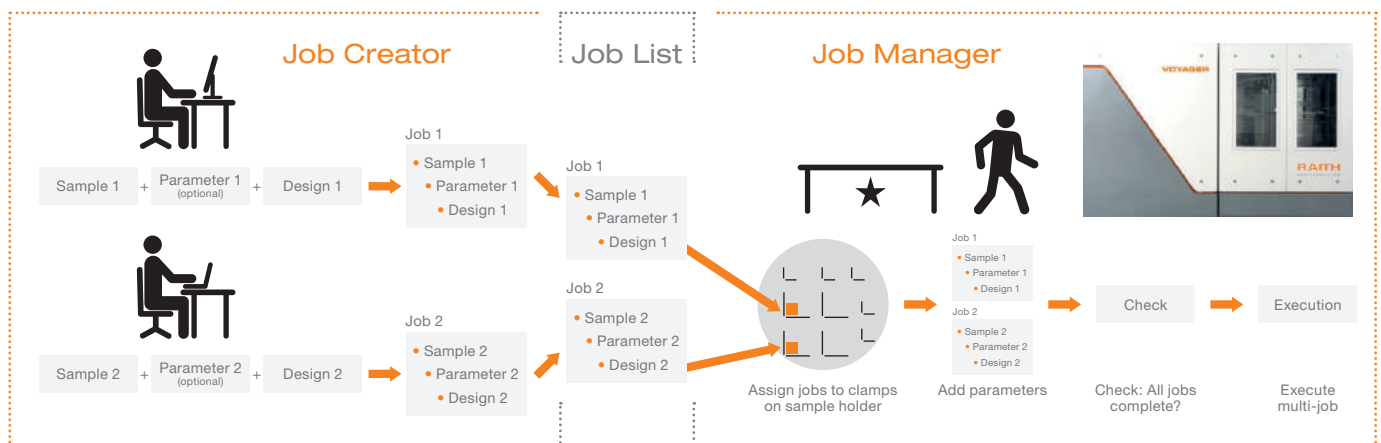 Job Creator
Job List
Job Manager
VOYAGER
RAITH
Sample 1 + Parameter 1 (optional) + Design 1
Job 1
• Sample 1
• Parameter 1
• Design 1
Job 1
• Sample 1
• Parameter 1
• Design 1
Sample 2 + Parameter 2 (optional) + Design 2
Job 2
• Sample 2
• Parameter 2
• Design 2
Job 2
• Sample 2
• Parameter 2
• Design 2
Assign jobs to clamps
on sample holder
Job 1
• Sample 1
• Parameter 1
• Design 1
Job 2
• Sample 2
• Parameter 2
• Design 2
Add parameters
Check
Check: All jobs
complete?
Execution
Execute
multi-job